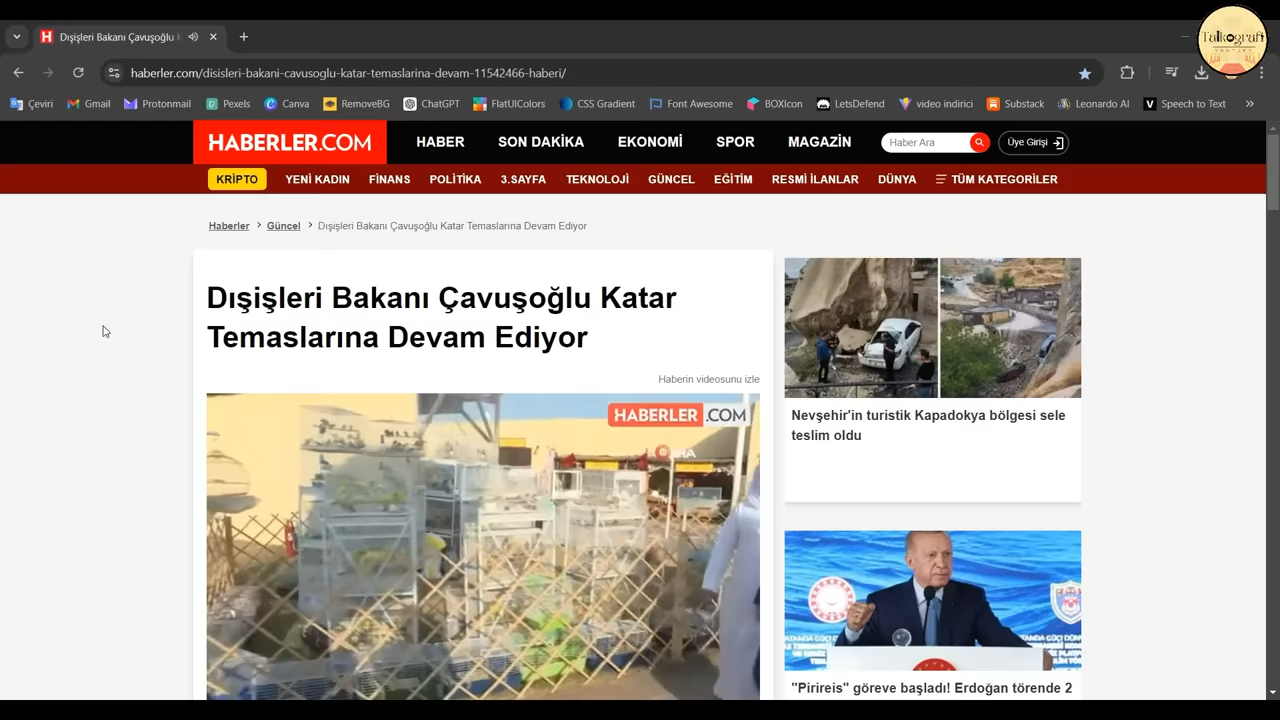 Talkografi
Dışişleri Bakanı Çavuşoğlu
haberler.com/disisleri-bakani-cavusoglu-katar-temaslarina-devam-11542466-haberi/
Çeviri
Gmail
Protonmail
Pexels
Canva
RemoveBG
ChatGPT
FlatUIColors
CSS Gradient
Font Awesome
BOXIcon
LetsDefend
video indirici
Substack
Leonardo AI
Speech to Text
HABERLER.COM
HABER
SON DAKİKA
EKONOMİ
SPOR
MAGAZİN
Haber Ara
Üye Girişi
KRİPTO
YENİ KADIN
FİNANS
POLİTİKA
3.SAYFA
TEKNOLOJİ
GÜNCEL
EĞİTİM
RESMİ İLANLAR
DÜNYA
TÜM KATEGORİLER
Haberler > Güncel > Dışişleri Bakanı Çavuşoğlu Katar Temaslarına Devam Ediyor
Dışişleri Bakanı Çavuşoğlu Katar
Temaslarına Devam Ediyor
Haberin videosunu izle
HABERLER.COM
Nevşehir'in turistik Kapadokya bölgesi sele
teslim oldu
"Pirireis" göreve başladı! Erdoğan törende 2